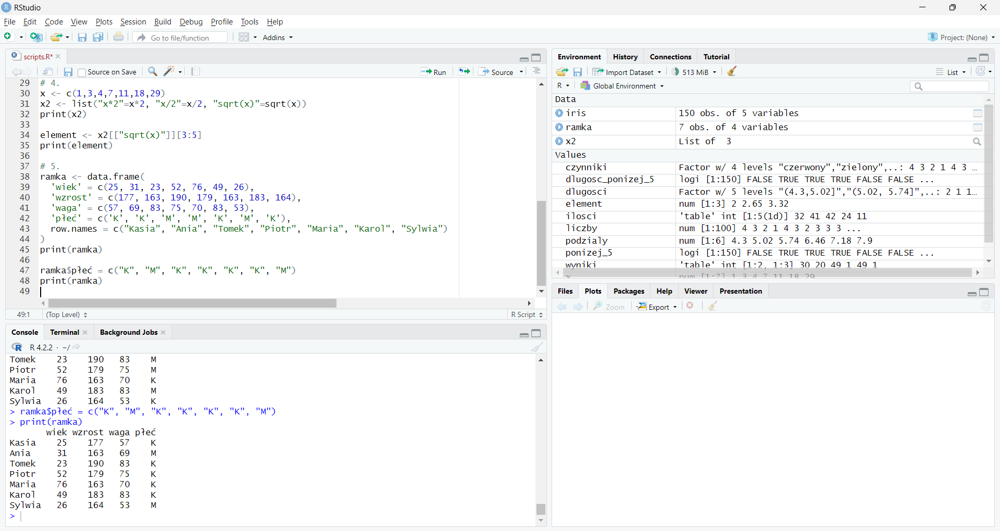 RStudio
File Edit Code View Plots Session Build Debug Profile Tools Help
Go to file/function Addins Project: (None)
scripts.R*
Source on Save Run Source
29 # 4.
30 x <- c(1,3,4,7,11,18,29)
31 x2 <- list("x*2"=x*2, "x/2"=x/2, "sqrt(x)"=sqrt(x))
32 print(x2)
33
34 element <- x2[["sqrt(x)"]][3:5]
35 print(element)
36
37 # 5.
38 ramka <- data.frame(
39 'wiek' = c(25, 31, 23, 52, 76, 49, 26),
40 'wzrost' = c(177, 163, 190, 179, 163, 183, 164),
41 'waga' = c(57, 69, 83, 75, 70, 83, 53),
42 'płeć' = c('K', 'K', 'M', 'M', 'K', 'M', 'K'),
43 row.names = c("Kasia", "Ania", "Tomek", "Piotr", "Maria", "Karol", "Sylwia")
44 )
45 print(ramka)
46
47 ramka$płeć = c("K", "M", "K", "K", "K", "K", "M")
48 print(ramka)
49
49:1 (Top Level) R Script
Console Terminal Background Jobs
R 4.2.2 · ~/
Tomek 23 190 83 M
Piotr 52 179 75 M
Maria 76 163 70 K
Karol 49 183 83 M
Sylwia 26 164 53 K
> ramka$płeć = c("K", "M", "K", "K", "K", "K", "M")
> print(ramka)
wiek wzrost waga płeć
Kasia 25 177 57 K
Ania 31 163 69 M
Tomek 23 190 83 K
Piotr 52 179 75 K
Maria 76 163 70 K
Karol 49 183 83 K
Sylwia 26 164 53 M
>
Environment History Connections Tutorial
Import Dataset 513 MiB List
R Global Environment
Data
iris 150 obs. of 5 variables
ramka 7 obs. of 4 variables
x2 List of 3
Values
czynniki Factor w/ 4 levels "czerwony","zielony",..: 4 3 2 1 4 3 ...
dlugosc_ponizej_5 logi [1:150] FALSE TRUE TRUE TRUE FALSE FALSE ...
dlugosci Factor w/ 5 levels "(4.3,5.02]","(5.02, 5.74]",..: 2 1 1…
element num [1:3] 2 2.65 3.32
ilosci 'table' int [1:5(1d)] 32 41 42 24 11
liczby num [1:100] 4 3 2 1 4 3 2 3 3 3 ...
podzialy num [1:6] 4.3 5.02 5.74 6.46 7.18 7.9
ponizej_5 logi [1:150] FALSE TRUE TRUE TRUE FALSE FALSE ...
wyniki 'table' int [1:2, 1:3] 30 20 49 1 49 1
x num [1:7] 1 3 4 7 11 18 29
Files Plots Packages Help Viewer Presentation
Zoom Export